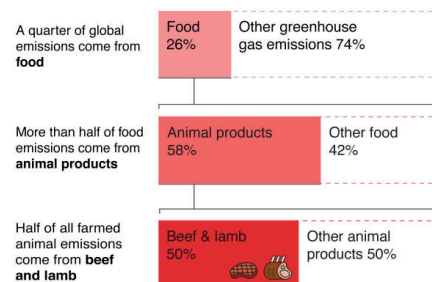 A quarter of global
emissions come from
food
Food
26%
Other greenhouse
gas emissions 74%
More than half of food
emissions come from
animal products
Animal products
58%
Other food
42%
Half of all farmed
animal emissions
come from beef
and lamb
Beef & lamb
50%
Other animal
products 50%